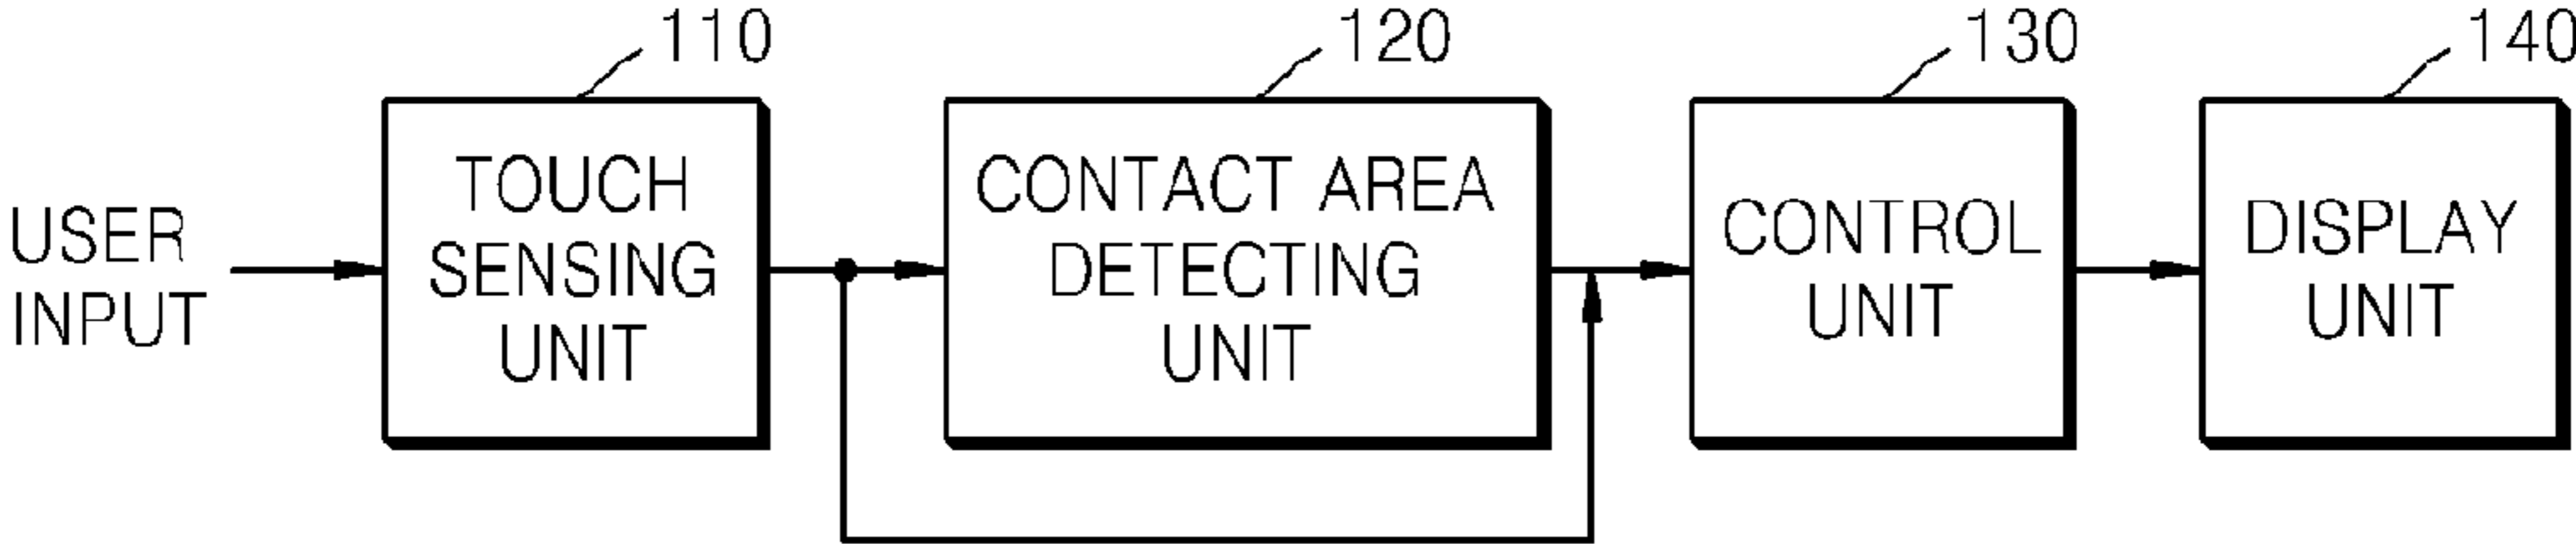 110
120
130
140
USER
INPUT
TOUCH
SENSING
UNIT
CONTACT AREA
DETECTING
UNIT
CONTROL
UNIT
DISPLAY
UNIT